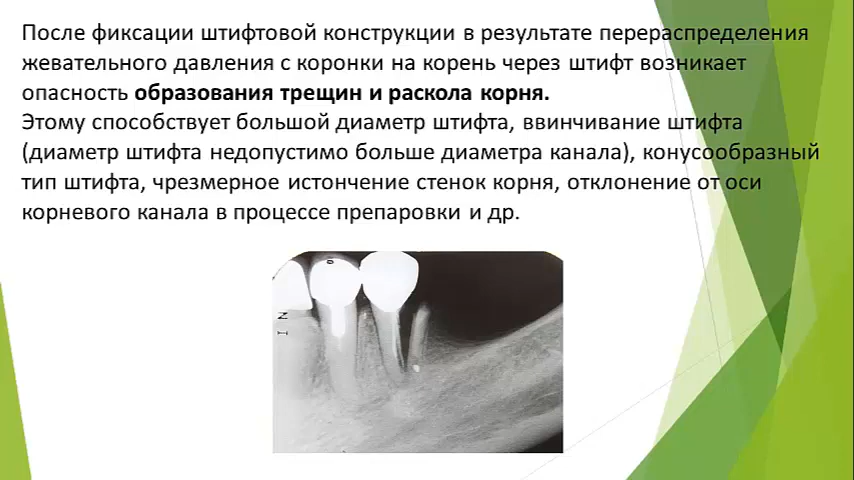 После фиксации штифтовой конструкции в результате перераспределения
жевательного давления с коронки на корень через штифт возникает
опасность образования трещин и раскола корня.
Этому способствует большой диаметр штифта, ввинчивание штифта
(диаметр штифта недопустимо больше диаметра канала), конусообразный
тип штифта, чрезмерное истончение стенок корня, отклонение от оси
корневого канала в процессе препаровки и др.